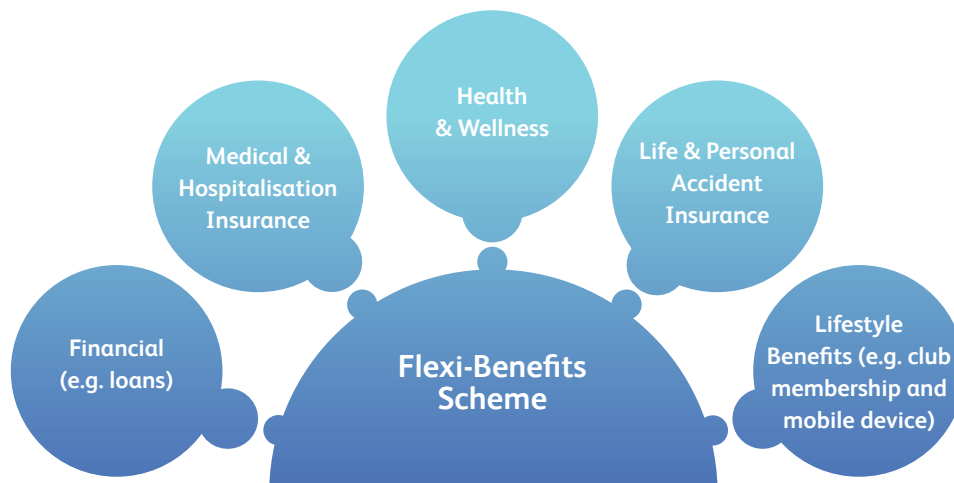 Health
& Wellness
Medical &
Hospitalisation
Insurance
Life & Personal
Accident
Insurance
Financial
(e.g. loans)
Flexi-Benefits
Scheme
Lifestyle
Benefits (e.g. club
membership and
mobile device)